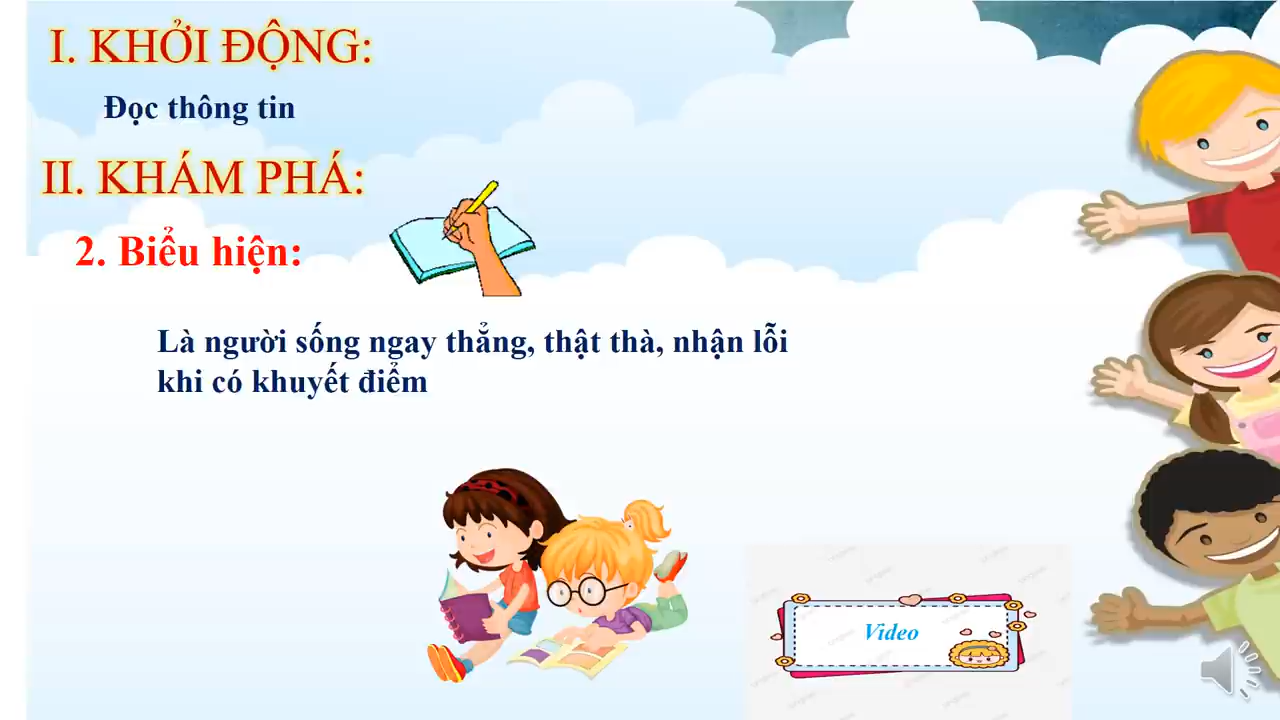 I. KHỞI ĐỘNG:
Đọc thông tin
II. KHÁM PHÁ:
2. Biểu hiện:
Là người sống ngay thẳng, thật thà, nhận lỗi
khi có khuyết điểm
Video